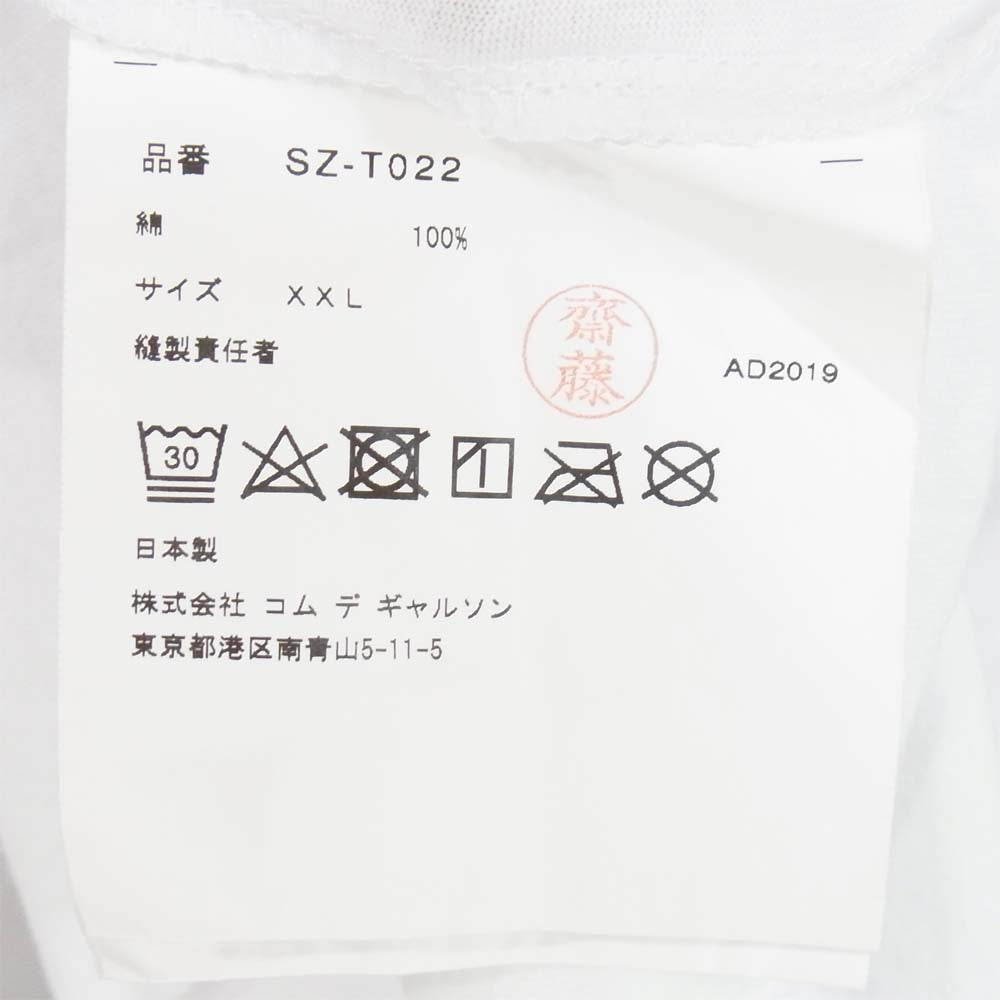 品番 SZ-T022
綿 100%
サイズ XXL
縫製責任者
齋藤
AD2019
30
日本製
株式会社 コム デ ギャルソン
東京都港区南青山5-11-5